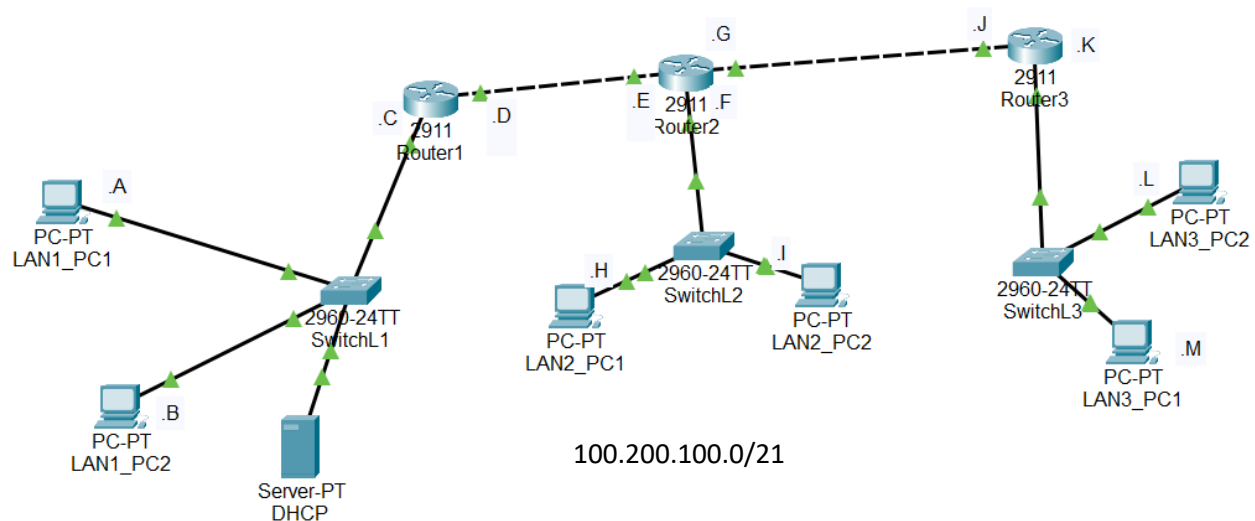 .G
.J
.K
2911
Router3
.E
2911
.F
Router2
.C
.D
2911
Router1
.A
PC-PT
LAN1_PC1
.L
PC-PT
LAN3_PC2
.H
2960-24TT
SwitchL2
.I
2960-24TT
SwitchL3
2960-24TT
SwitchL1
PC-PT
LAN2_PC1
PC-PT
LAN2_PC2
.M
PC-PT
LAN3_PC1
.B
PC-PT
LAN1_PC2
100.200.100.0/21
Server-PT
DHCP